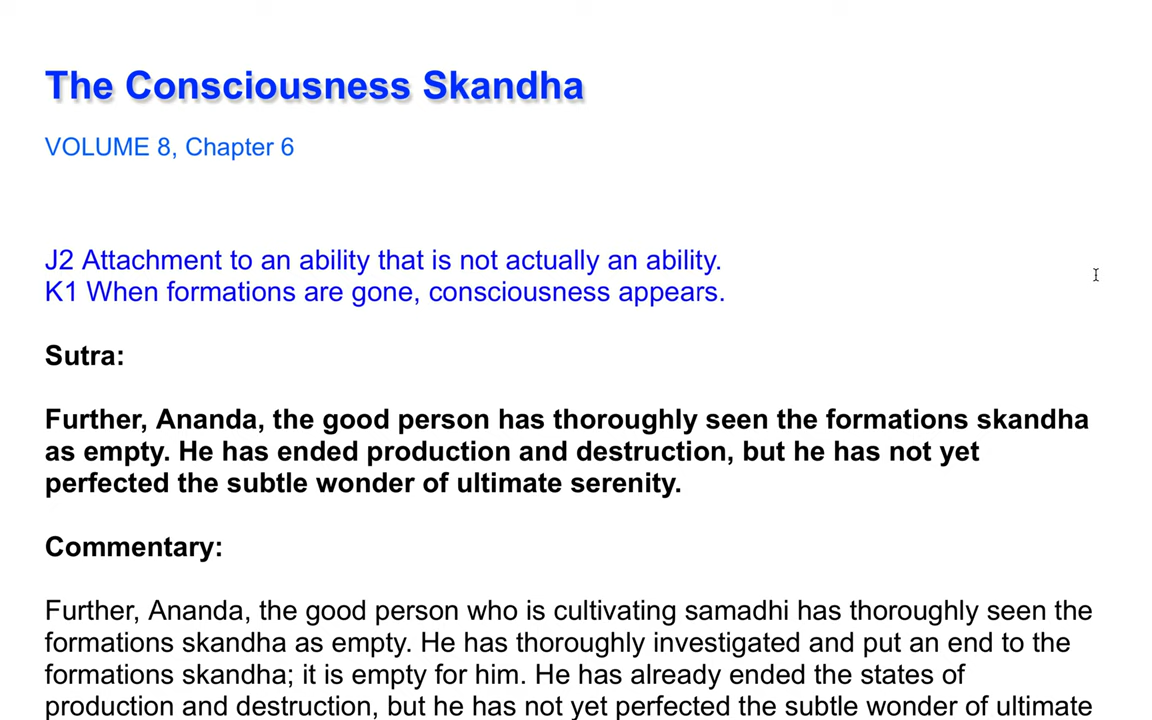 The Consciousness Skandha
VOLUME 8, Chapter 6
J2 Attachment to an ability that is not actually an ability.
K1 When formations are gone, consciousness appears.
Sutra:
Further, Ananda, the good person has thoroughly seen the formations skandha
as empty. He has ended production and destruction, but he has not yet
perfected the subtle wonder of ultimate serenity.
Commentary:
Further, Ananda, the good person who is cultivating samadhi has thoroughly seen the
formations skandha as empty. He has thoroughly investigated and put an end to the
formations skandha; it is empty for him. He has already ended the states of
production and destruction, but he has not yet perfected the subtle wonder of ultimate